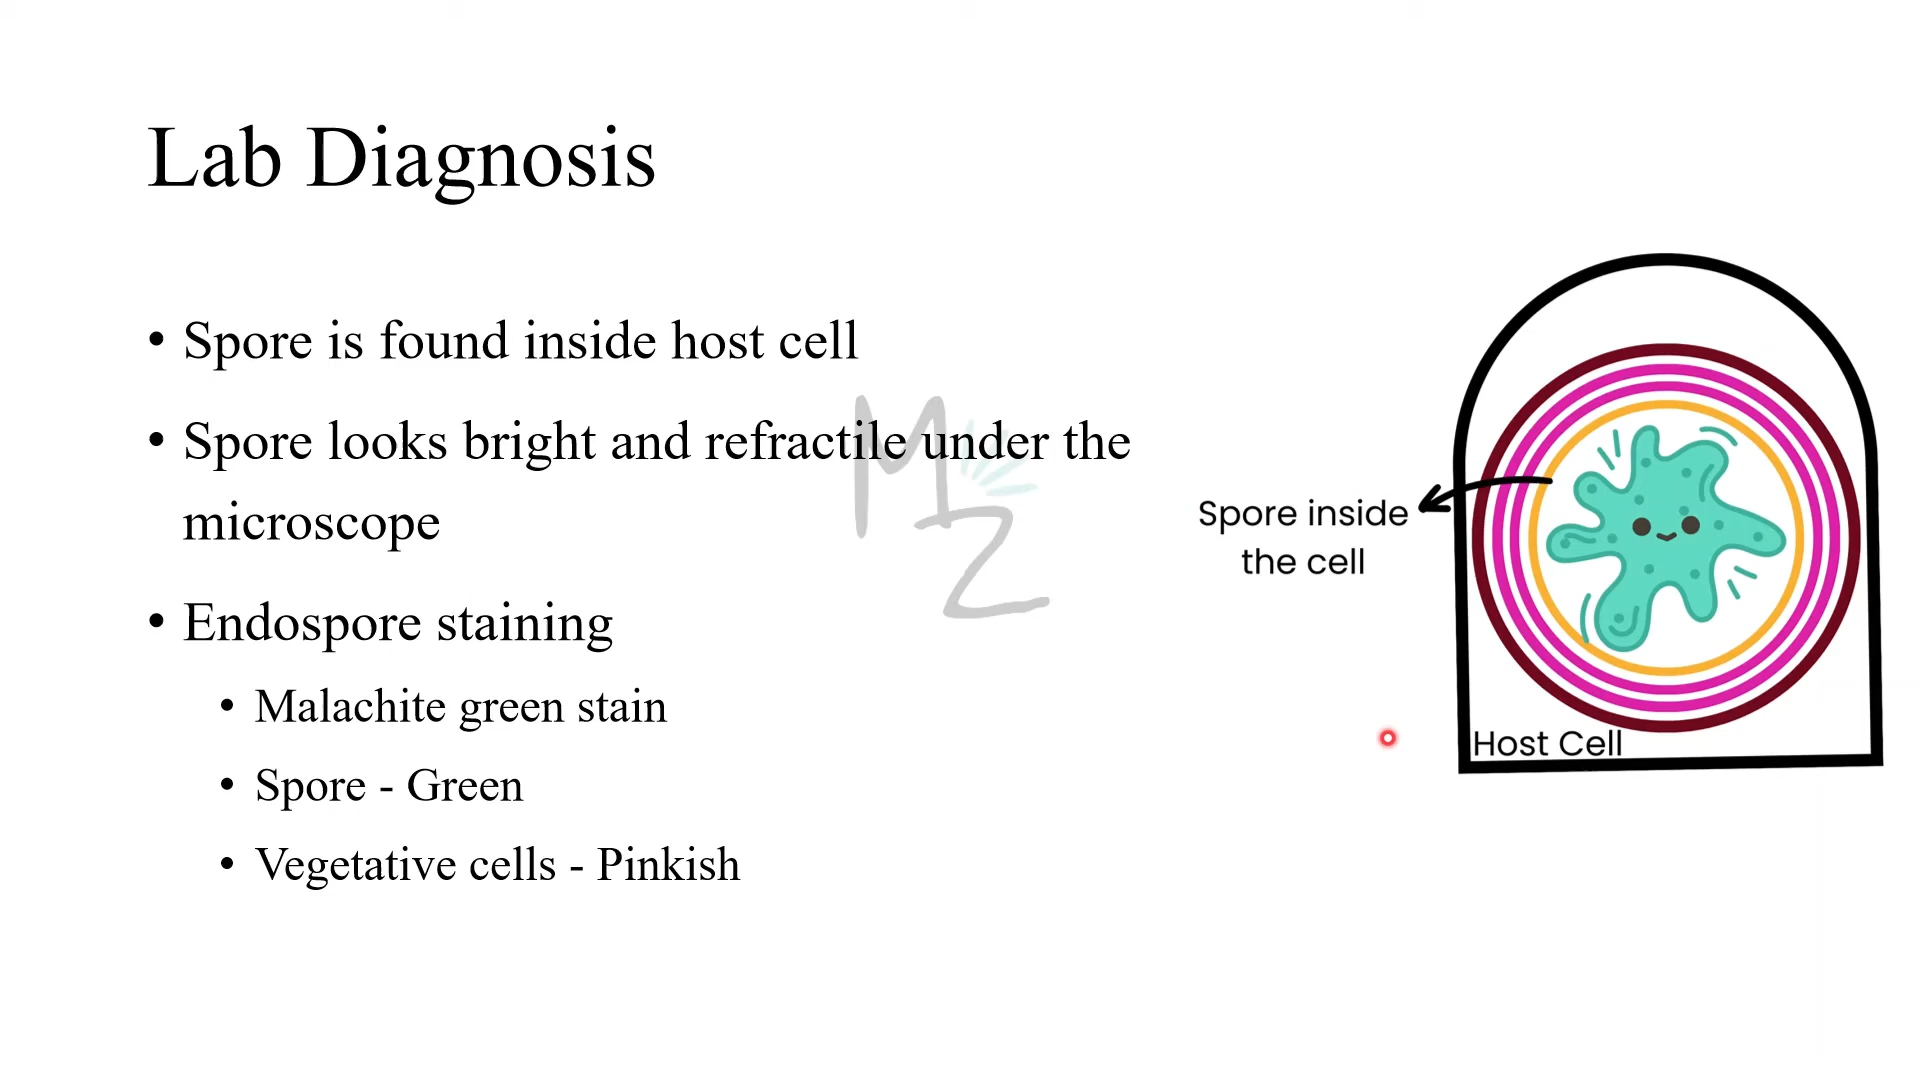 Lab Diagnosis
• Spore is found inside host cell
• Spore looks bright and refractile under the
microscope
• Endospore staining
• Malachite green stain
• Spore - Green
• Vegetative cells - Pinkish
MZ
Spore inside
the cell
Host Cell